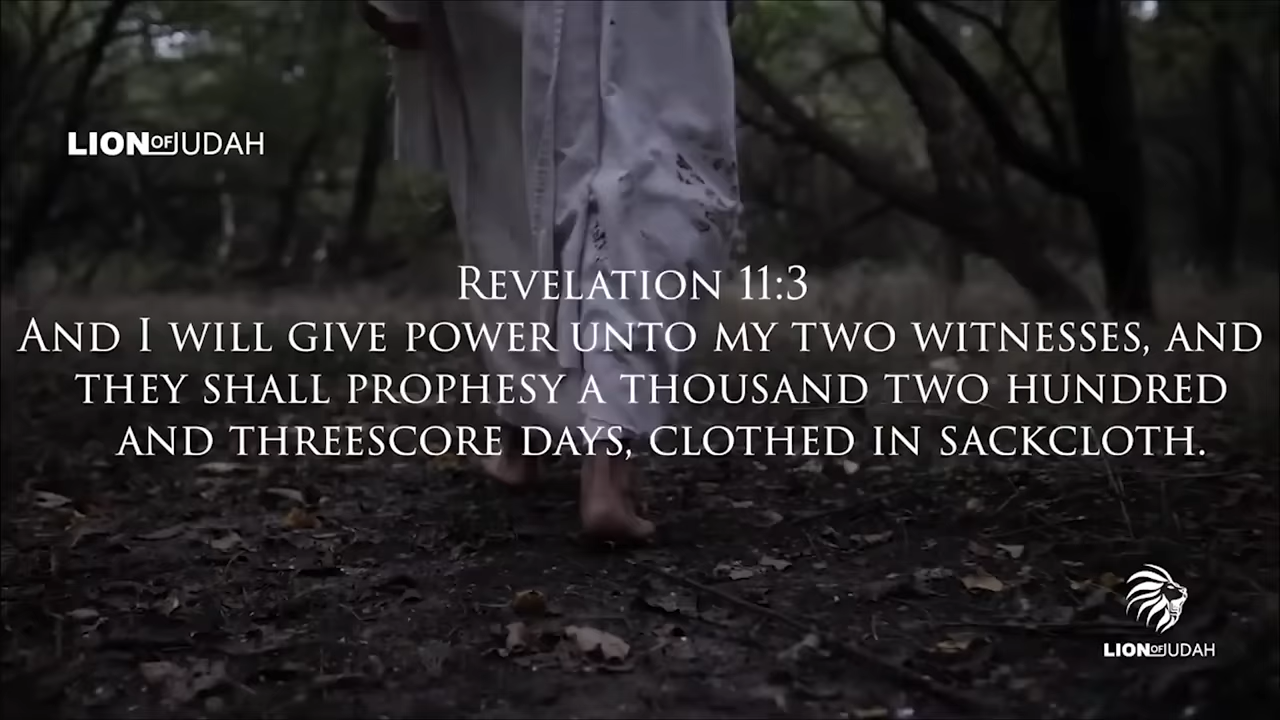 LION OF JUDAH
REVELATION 11:3
AND I WILL GIVE POWER UNTO MY TWO WITNESSES, AND
THEY SHALL PROPHESY A THOUSAND TWO HUNDRED
AND THREESCORE DAYS, CLOTHED IN SACKCLOTH.
LION OF JUDAH